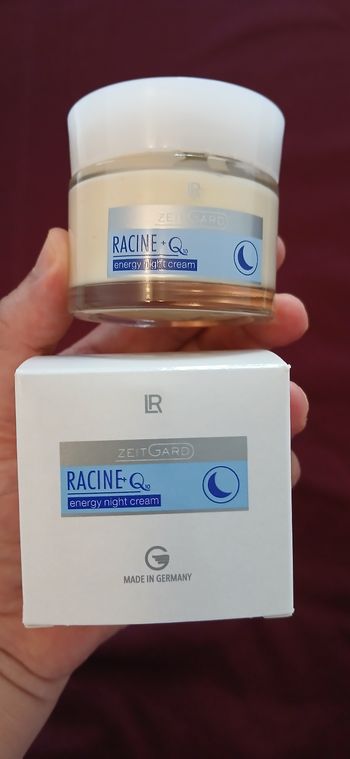 LR
ZEITGARD
RACINE + Q10
energy night cream
LR
ZEITGARD
RACINE + Q10
energy night cream
MADE IN GERMANY